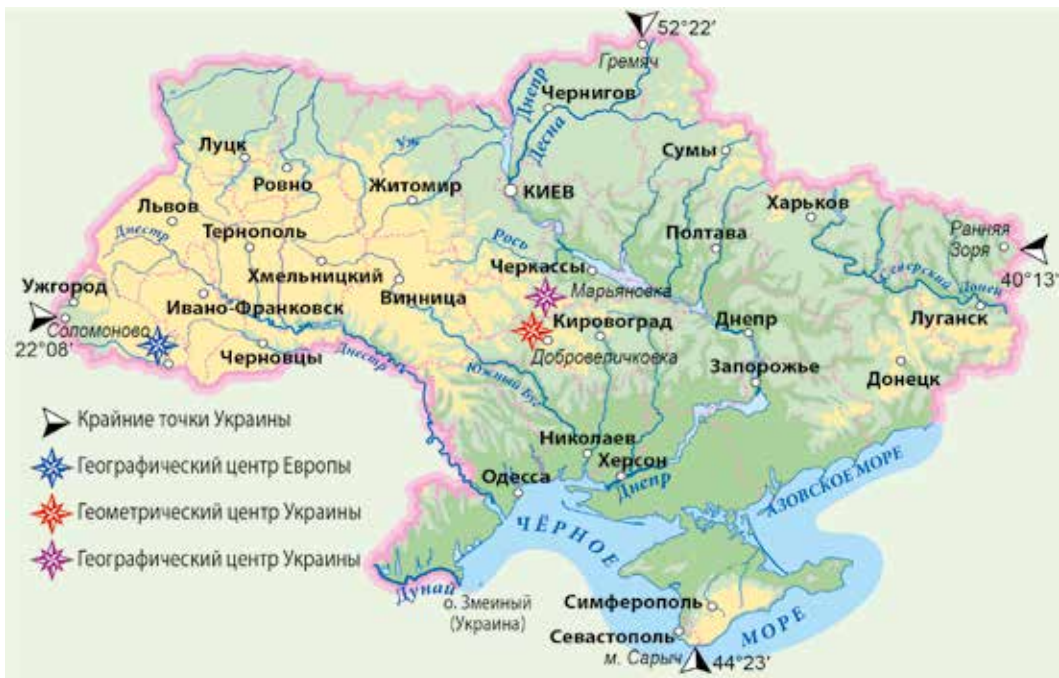 52°22′
Гремяч
Днепр
Чернигов
Десна
Луцк
Уж
Сумы
Ровно
Житомир
КИЕВ
Харьков
Львов
Днестр
Тернополь
Рось
Полтава
Ранняя
Зоря
40°13′
Хмельницкий
Черкассы
Северский Донец
Ужгород
Винница
Марьяновка
Ивано-Франковск
Соломоново
Кировоград
Днепр
Луганск
22°08′
Черновцы
Днестр
Доброверичковка
Южный Буг
Запорожье
Донецк
Крайние точки Украины
Николаев
Географический центр Европы
Херсон
Одесса
Днепр
АЗОВСКОЕ МОРЕ
Геометрический центр Украины
ЧЁРНОЕ
Географический центр Украины
Дунай
о. Змеиный
(Украина)
Симферополь
МОРЕ
Севастополь
м. Сарыч
44°23′